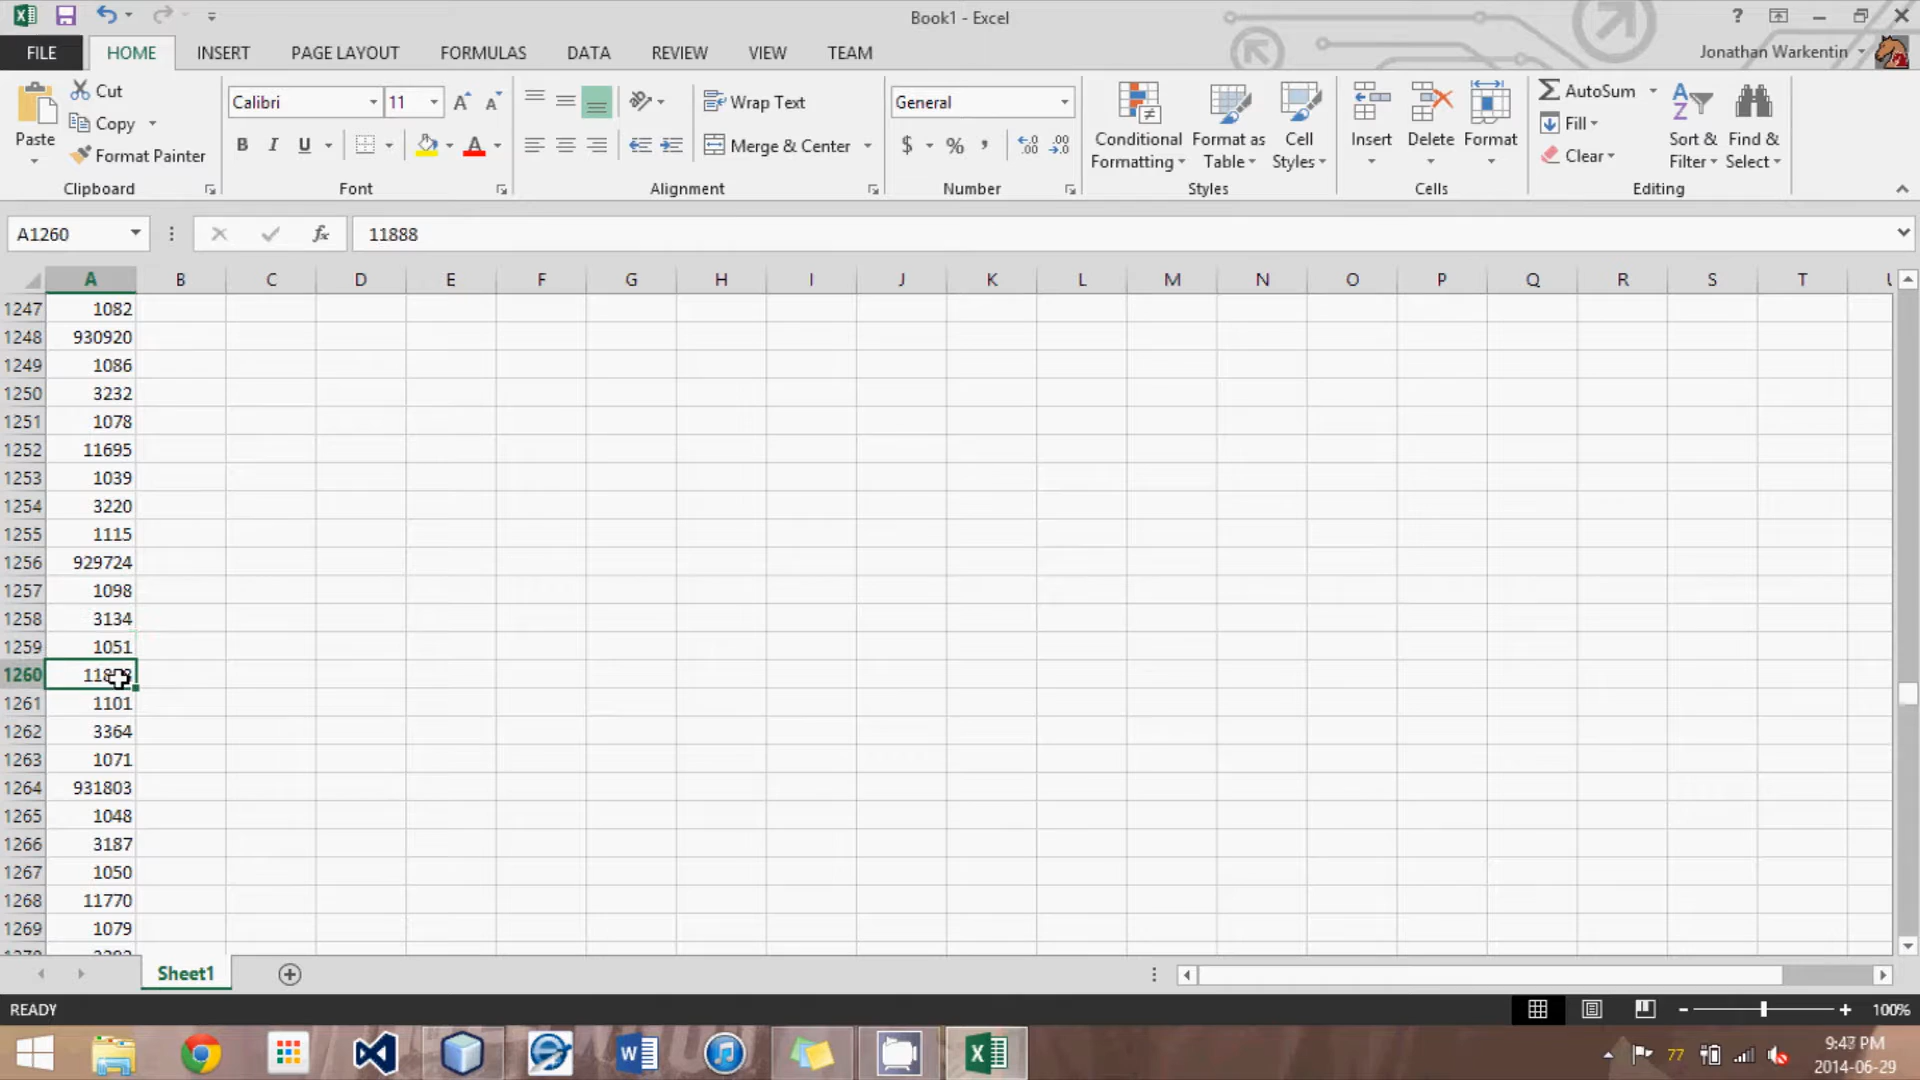 Book1 - Excel
?
FILE HOME INSERT PAGE LAYOUT FORMULAS DATA REVIEW VIEW TEAM Jonathan Warkentin
Paste
Cut
Copy
Format Painter
Clipboard
Calibri 11
B I U
Font
Wrap Text
Merge & Center
Alignment
General
$ %
Number
Conditional Formatting
Format as Table
Cell Styles
Styles
Insert
Delete
Format
Cells
AutoSum
Fill
Clear
Sort & Filter
Find & Select
Editing
A1260 fx 11888
A B C D E F G H I J K L M N O P Q R S T
1247 1082
1248 930920
1249 1086
1250 3232
1251 1078
1252 11695
1253 1039
1254 3220
1255 1115
1256 929724
1257 1098
1258 3134
1259 1051
1260
1261 1101
1262 3364
1263 1071
1264 931803
1265 1048
1266 3187
1267 1050
1268 11770
1269 1079
Sheet1
READY 100%
77
9:43 PM
2014-06-29